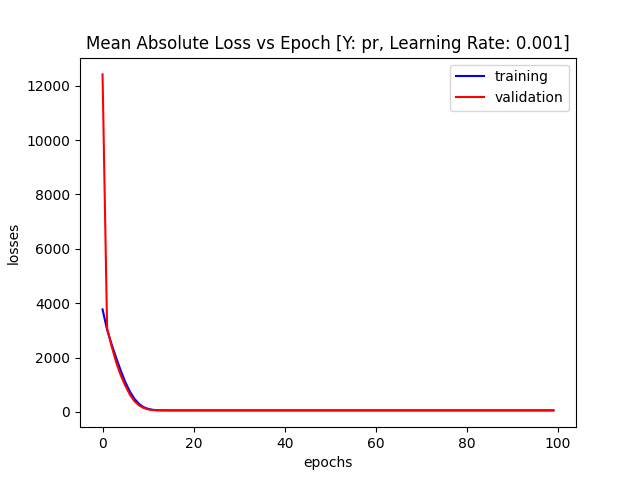 Mean Absolute Loss vs Epoch [Y: pr, Learning Rate: 0.001]
training
validation
12000
10000
8000
6000
4000
2000
0
losses
0 20 40 60 80 100
epochs